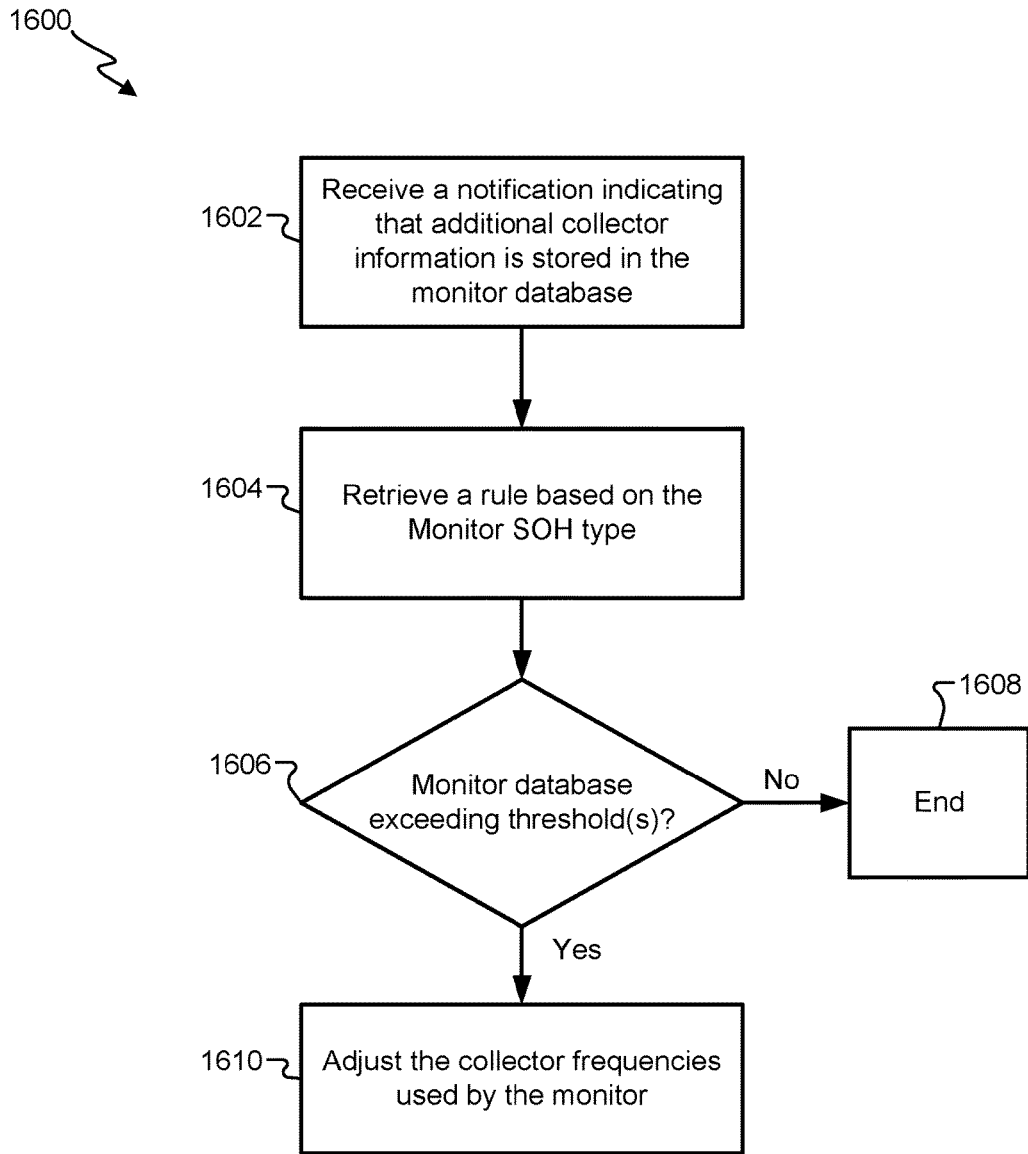 1600
1602
Receive a notification indicating
that additional collector
information is stored in the
monitor database
1604
Retrieve a rule based on the
Monitor SOH type
1606
Monitor database
exceeding threshold(s)?
No
1608
End
Yes
1610
Adjust the collector frequencies
used by the monitor